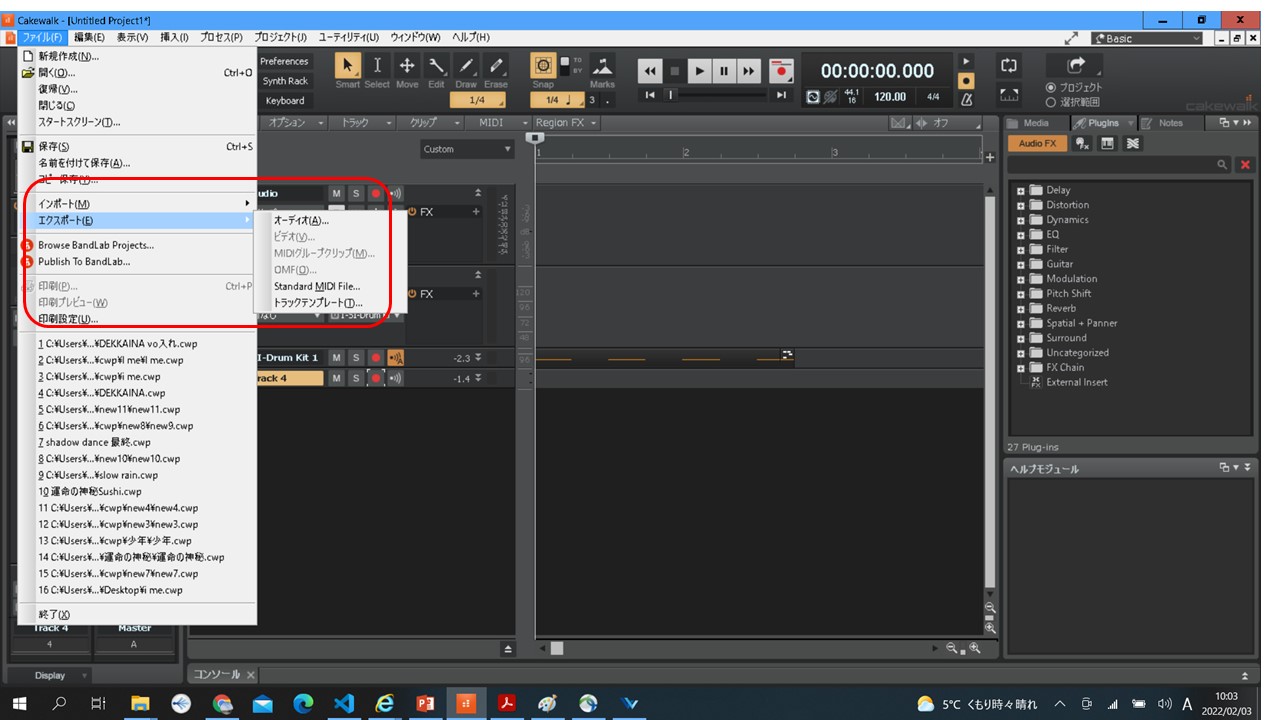 Cakewalk - [Untitled Project1*]
ファイル(F) 編集(E) 表示(V) 挿入(I) プロセス(P) プロジェクト(J) ユーティリティ(U) ウィンドウ(W) ヘルプ(H)
Basic
新規作成(N)...
開く(O)... Ctrl+O
復帰(V)...
閉じる(C)
スタートスクリーン(T)...
保存(S) Ctrl+S
名前を付けて保存(A)...
コピー保存(Y)...
インポート(M)
エクスポート(E)
Browse BandLab Projects...
Publish To BandLab...
印刷(P)... Ctrl+P
印刷プレビュー(W)
印刷設定(U)...
1 C:¥Users¥...¥DEKKAINA vo入れ.cwp
2 C:¥Users¥...¥cwp¥I me¥I me.cwp
3 C:¥Users¥...¥cwp¥i me.cwp
4 C:¥Users¥...¥DEKKAINA.cwp
5 C:¥Users¥...¥new11¥new11.cwp
6 C:¥Users¥...¥cwp¥new8¥new9.cwp
7 shadow dance 最終.cwp
8 C:¥Users¥...¥new10¥new10.cwp
9 C:¥Users¥...¥slow rain.cwp
10 運命の神秘Sushi.cwp
11 C:¥Users¥...¥cwp¥new4¥new4.cwp
12 C:¥Users¥...¥cwp¥new3¥new3.cwp
13 C:¥Users¥...¥cwp¥少年¥少年.cwp
14 C:¥Users¥...¥運命の神秘¥運命の神秘.cwp
15 C:¥Users¥...¥cwp¥new7¥new7.cwp
16 C:¥Users¥...¥Desktop¥i me.cwp
終了(X)
オーディオ(A)...
ビデオ(V)...
MIDIグループクリップ(M)...
OMF(O)...
Standard MIDI File...
トラックテンプレート(T)...
Preferences
Synth Rack
Keyboard
Smart Select Move Edit Draw Erase
1/4
Snap TO BY Marks
1/4 3
00:00:00.000
44.1 16 120.00 4/4
プロジェクト
選択範囲
cakewalk
オプション トラック クリップ MIDI Region FX オフ
Custom
1 2 3
udio M S
FX
FX
I-Drum Kit 1 M S -2.3
rack 4 M S -1.4
Media PlugIns Notes
Audio FX
Delay
Distortion
Dynamics
EQ
Filter
Guitar
Modulation
Pitch Shift
Reverb
Spatial + Panner
Surround
Uncategorized
FX Chain
External Insert
27 Plug-ins
ヘルプモジュール
Track 4 Master
4 A
Display コンソール
5°C くもり時々晴れ A
10:03
2022/02/03